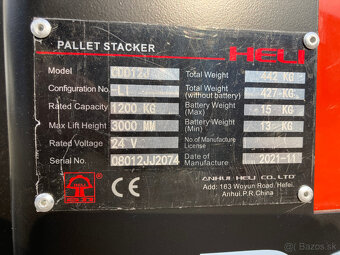 PALLET STACKER HELI
Model CDD12J Total Weight 442 KG
Configuration No. Total Weight (without battery) 427 KG
Rated Capacity 1200 KG Battery Weight (Max) 15 KG
Max Lift Height 3000 MM Battery Weight (Min) 13 KG
Rated Voltage 24 V No. of Manufacture License
Serial No. 08012JJ2074 Date of Manufacture 2021-11
CE
ANHUI HELI CO., LTD
Add: 163 Woyun Road, Hefei,
Anhui.P.R.China
bazos.sk